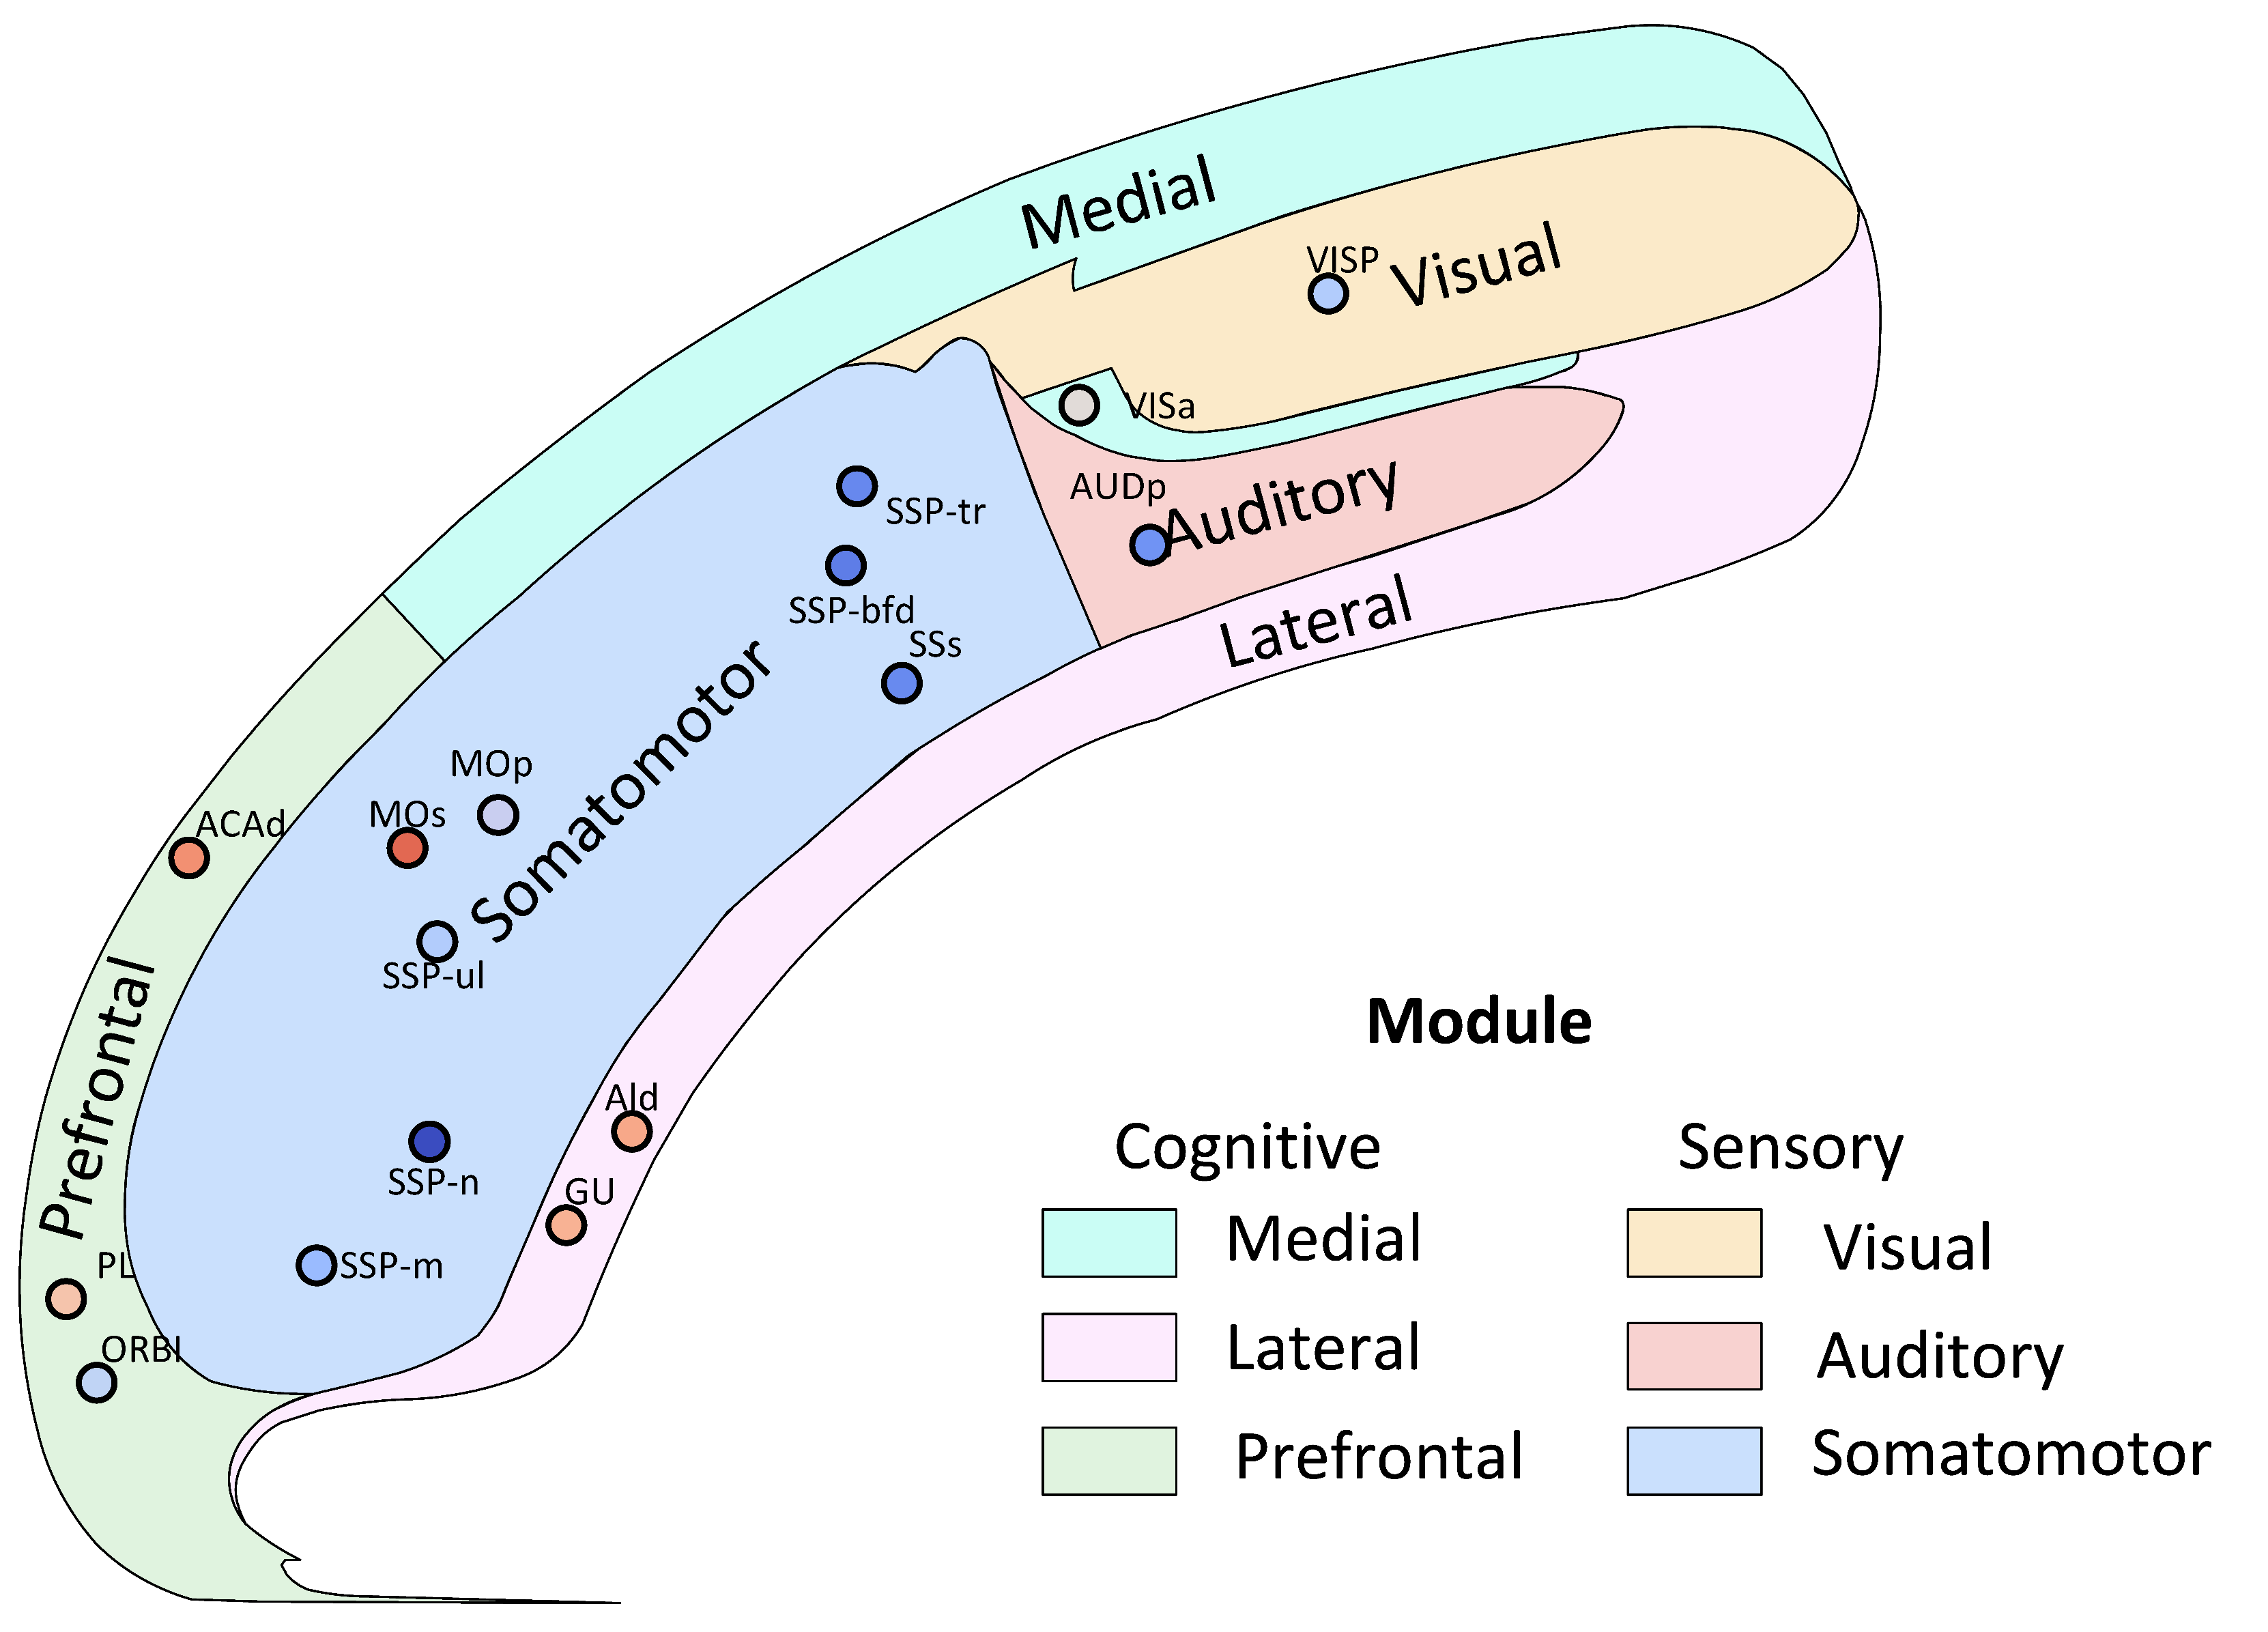 Medial
VISP
Visual
VISa
AUDp
Auditory
SSP-tr
SSP-bfd
SSs
Lateral
Somatomotor
MOp
MOs
ACAd
SSP-ul
Prefrontal
AId
SSP-n
GU
SSP-m
PL
ORBl
Module
Cognitive
Sensory
Medial
Visual
Lateral
Auditory
Prefrontal
Somatomotor